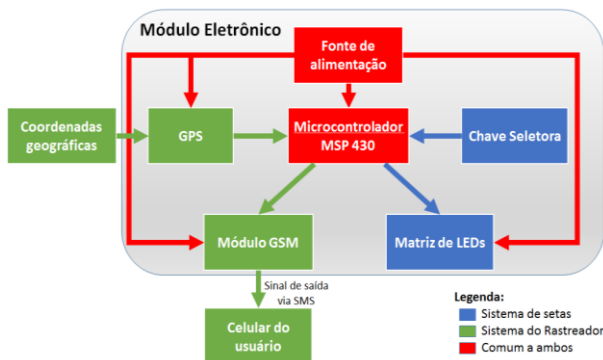 Módulo Eletrônico
Fonte de
alimentação
Coordenadas
geográficas
GPS
Microcontrolador
MSP 430
Chave Seletora
Módulo GSM
Matriz de LEDs
Sinal de saída
via SMS
Celular do
usuário
Legenda:
Sistema de setas
Sistema do Rastreador
Comum a ambos